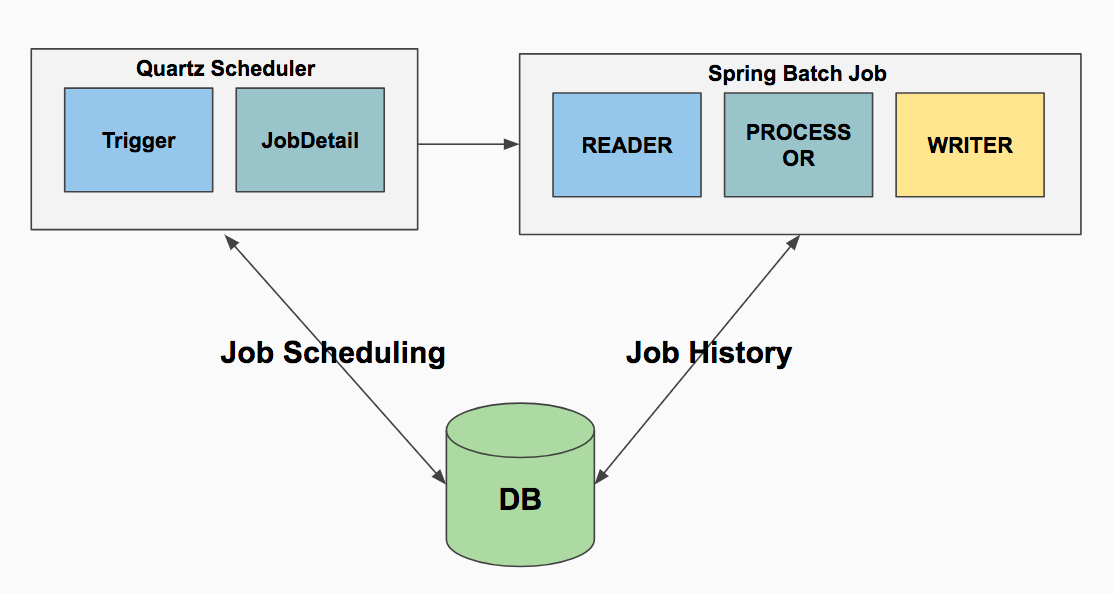 Quartz Scheduler
Trigger
JobDetail
Spring Batch Job
READER
PROCESS
OR
WRITER
Job Scheduling
Job History
DB